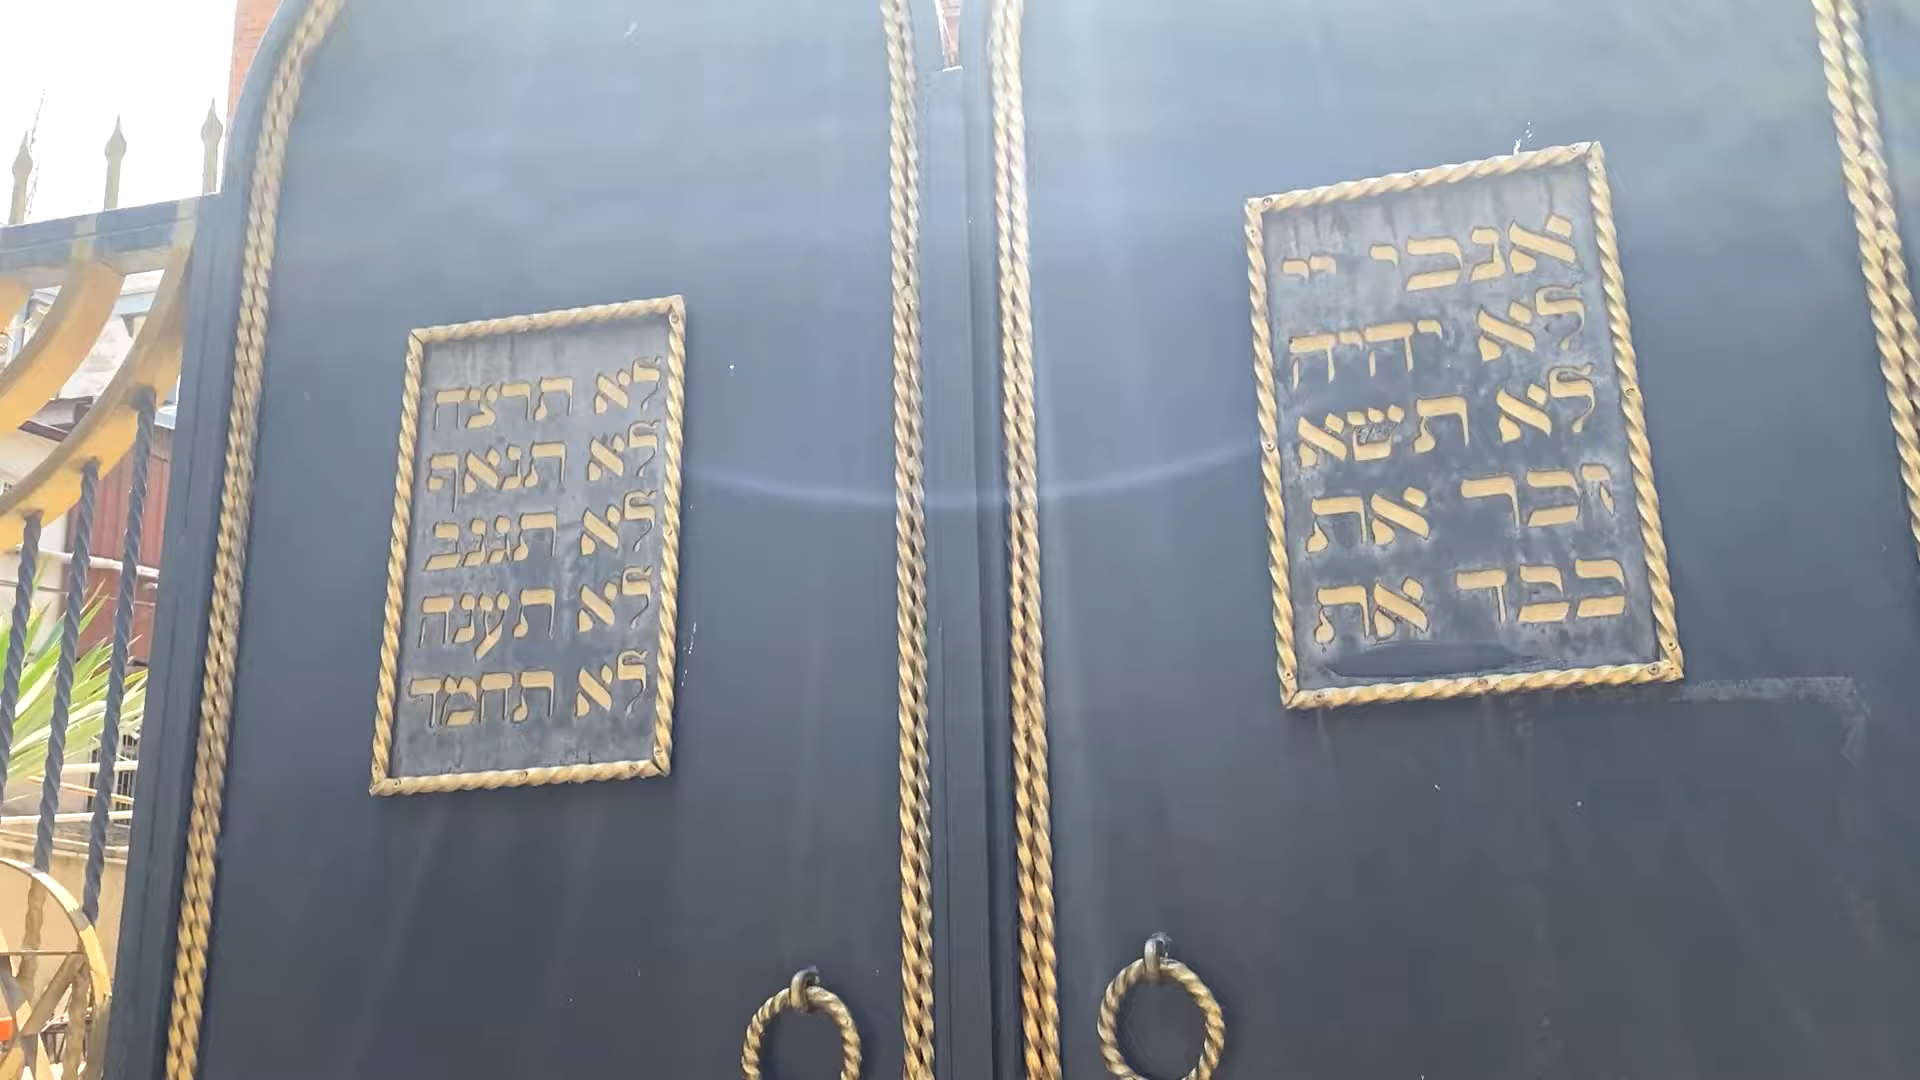 אנכי יי
לא יהיה
לא תשא
זכר את
כבד את
לא תרצח
לא תנאף
לא תגנב
לא תענה
לא תחמד